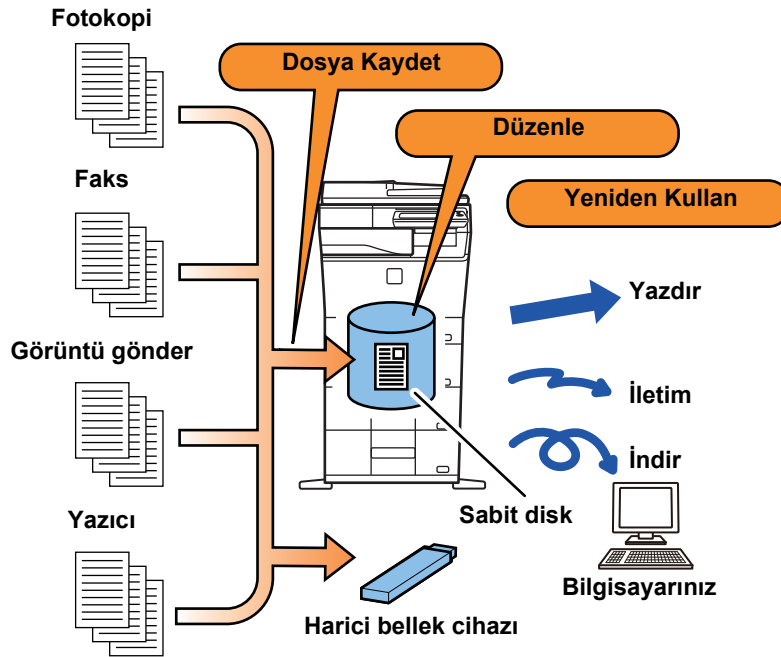 Fotokopi
Dosya Kaydet
Düzenle
Faks
Yeniden Kullan
Yazdır
Görüntü gönder
İletim
İndir
Sabit disk
Yazıcı
Bilgisayarınız
Harici bellek cihazı